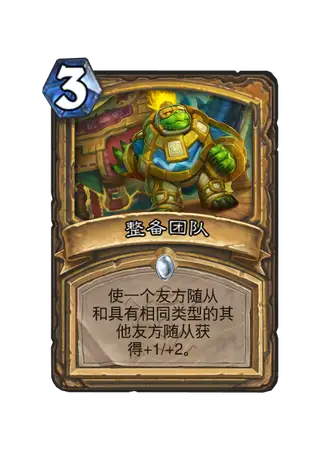 3
整备团队
使一个友方随从
和具有相同类型的其
他友方随从获
得+1/+2。